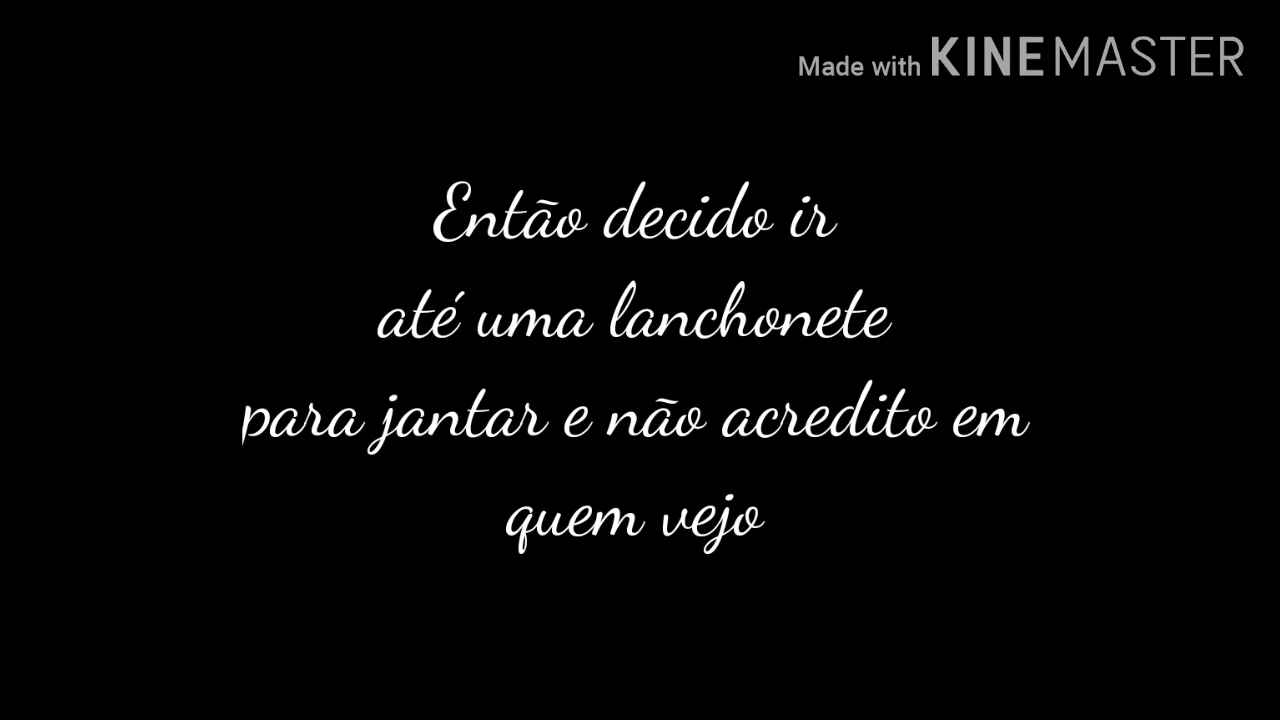 Made with KINEMASTER
Então decido ir
até uma lanchonete
para jantar e não acredito em
quem vejo